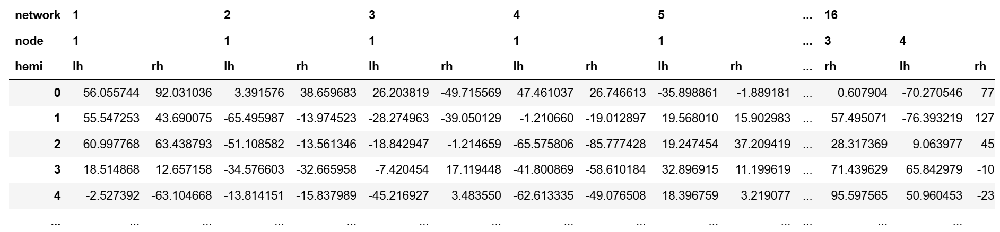 network 1 2 3 4 5 ... 16
node 1 1 1 1 1 ... 3 4
hemi lh rh lh rh lh rh lh rh lh rh ... rh lh rh
0 56.055744 92.031036 3.391576 38.659683 26.203819 -49.715569 47.461037 26.746613 -35.898861 -1.889181 ... 0.607904 -70.270546 77
1 55.547253 43.690075 -65.495987 -13.974523 -28.274963 -39.050129 -1.210660 -19.012897 19.568010 15.902983 ... 57.495071 -76.393219 127
2 60.997768 63.438793 -51.108582 -13.561346 -18.842947 -1.214659 -65.575806 -85.777428 19.247454 37.209419 ... 28.317369 9.063977 45
3 18.514868 12.657158 -34.576603 -32.665958 -7.420454 17.119448 -41.800869 -58.610184 32.896915 11.199619 ... 71.439629 65.842979 -10
4 -2.527392 -63.104668 -13.814151 -15.837989 -45.216927 3.483550 -62.613335 -49.076508 18.396759 3.219077 ... 95.597565 50.960453 -23
... ... ... ... ... ... ... ... ... ... ... ... ... ...